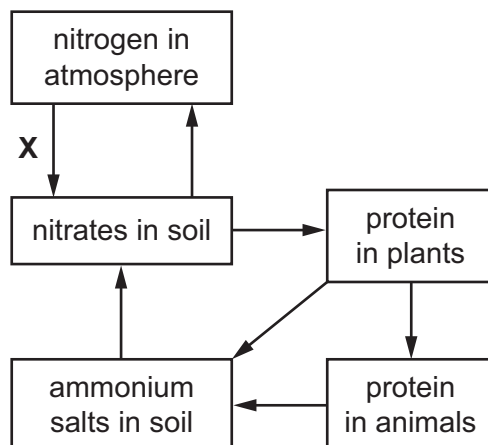 nitrogen in
atmosphere
X
nitrates in soil
protein
in plants
ammonium
salts in soil
protein
in animals